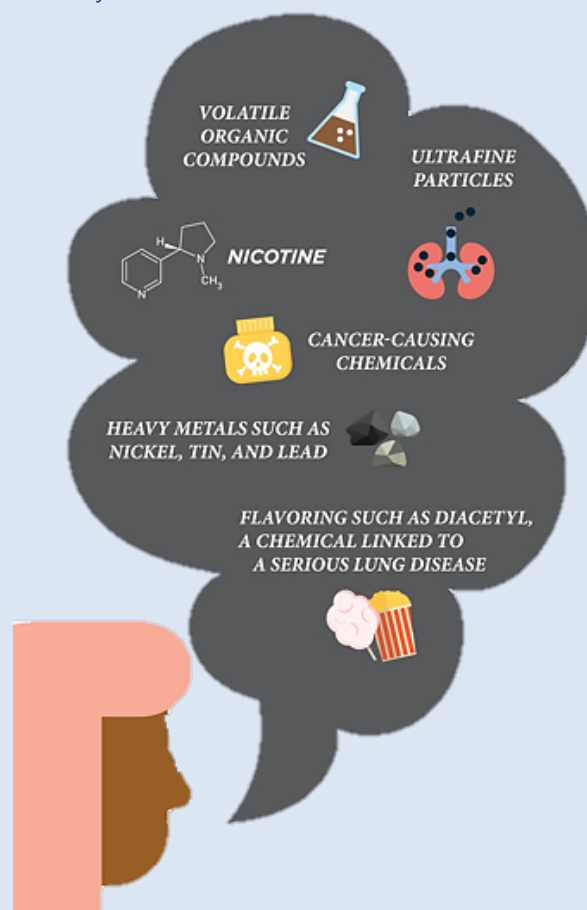 VOLATILE
ORGANIC
COMPOUNDS
ULTRAFINE
PARTICLES
H
N
CH3
N
NICOTINE
CANCER-CAUSING
CHEMICALS
HEAVY METALS SUCH AS
NICKEL, TIN, AND LEAD
FLAVORING SUCH AS DIACETYL,
A CHEMICAL LINKED TO
A SERIOUS LUNG DISEASE